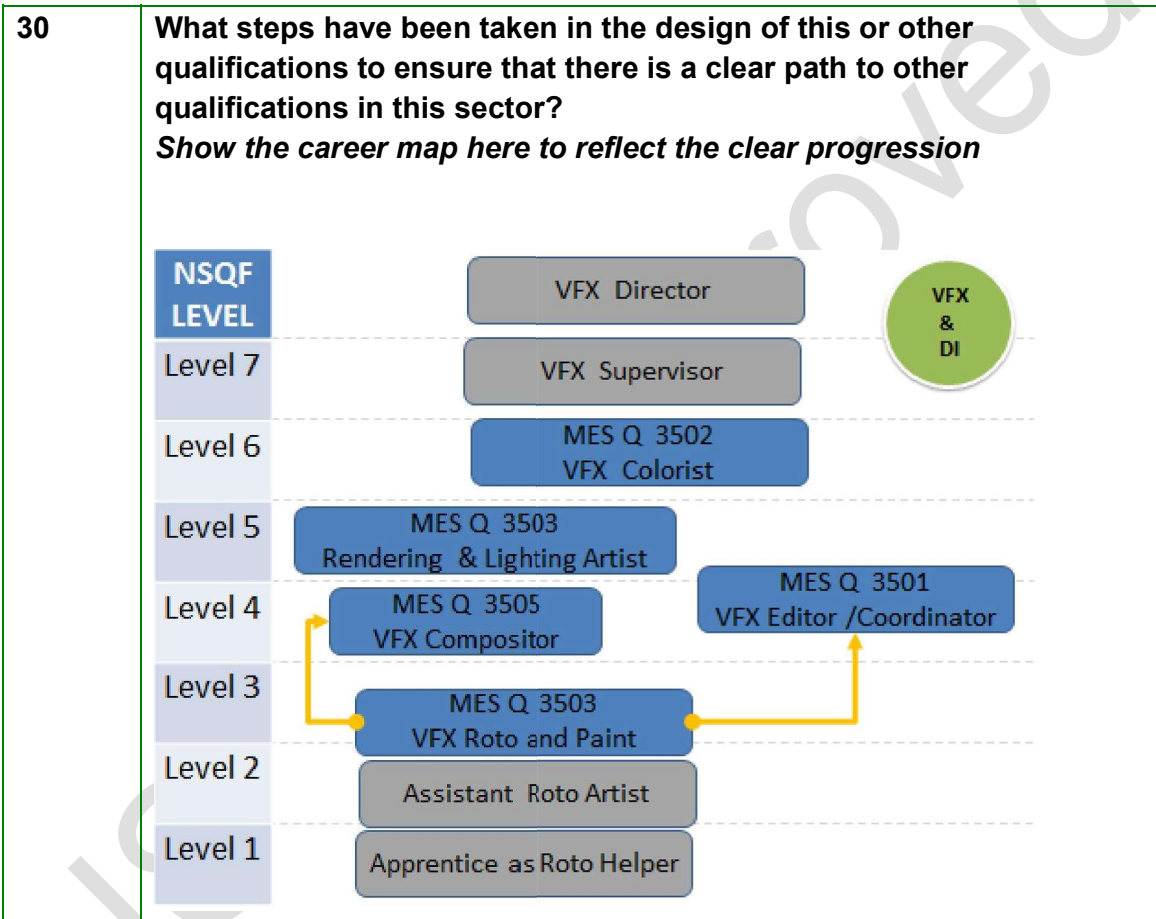 30
What steps have been taken in the design of this or other
qualifications to ensure that there is a clear path to other
qualifications in this sector?
Show the career map here to reflect the clear progression
NSQF
LEVEL
VFX Director
VFX
&
DI
Level 7
VFX Supervisor
Level 6
MES Q 3502
VFX Colorist
Level 5
MES Q 3503
Rendering & Lighting Artist
Level 4
MES Q 3505
VFX Compositor
MES Q 3501
VFX Editor /Coordinator
Level 3
MES Q 3503
VFX Roto and Paint
Level 2
Assistant Roto Artist
Level 1
Apprentice as Roto Helper